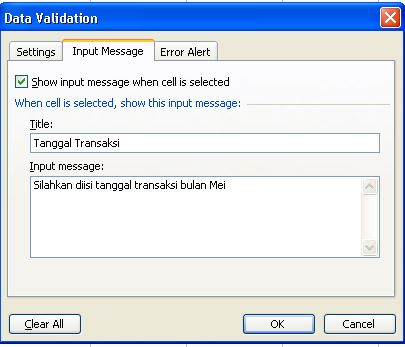 Data Validation
Settings
Input Message
Error Alert
Show input message when cell is selected
When cell is selected, show this input message:
Title:
Tanggal Transaksi
Input message:
Silahkan diisi tanggal transaksi bulan Mei
Clear All
OK
Cancel